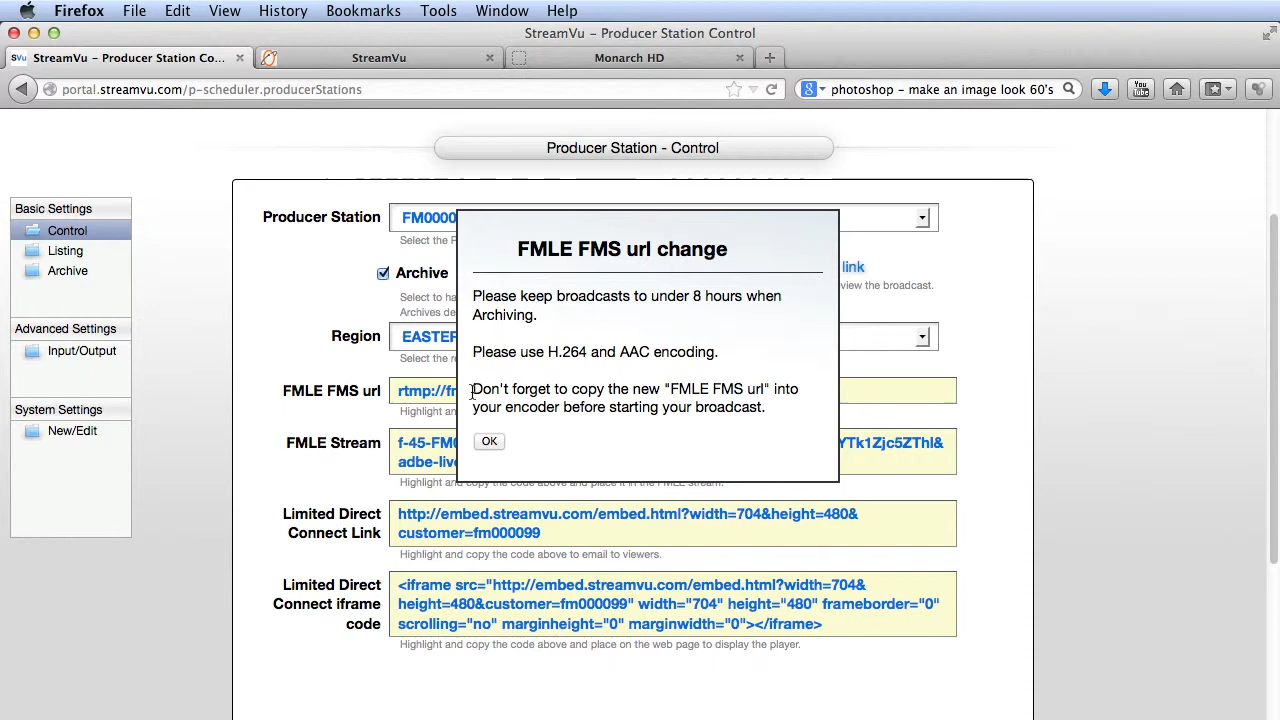 Firefox File Edit View History Bookmarks Tools Window Help
StreamVu – Producer Station Control
SVu StreamVu – Producer Station Co...
StreamVu
Monarch HD
portal.streamvu.com/p-scheduler.producerStations
photoshop - make an image look 60's
You Tube
Producer Station - Control
Basic Settings
Control
Listing
Archive
Advanced Settings
Input/Output
System Settings
New/Edit
Producer Station FM0000
Select the P
Archive
link
Select to ha
view the broadcast.
Archives de
Region EASTER
Select the re
FMLE FMS url rtmp://fm
Highlight and
FMLE Stream f-45-FM0 YTk1Zjc5ZThl&
adbe-live
Highlight and copy the code above and place it in the FMLE stream.
Limited Direct Connect Link
http://embed.streamvu.com/embed.html?width=704&height=480&
customer=fm000099
Highlight and copy the code above to email to viewers.
Limited Direct Connect iframe code
<iframe src="http://embed.streamvu.com/embed.html?width=704&
height=480&customer=fm000099" width="704" height="480" frameborder="0"
scrolling="no" marginheight="0" marginwidth="0"></iframe>
Highlight and copy the code above and place on the web page to display the player.
FMLE FMS url change
Please keep broadcasts to under 8 hours when
Archiving.
Please use H.264 and AAC encoding.
Don't forget to copy the new "FMLE FMS url" into
your encoder before starting your broadcast.
OK